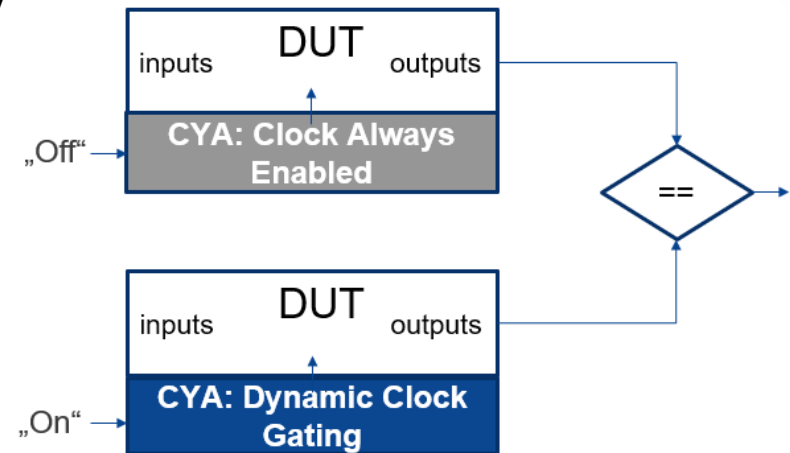 DUT
inputs
outputs
„Off“
CYA: Clock Always
Enabled
==
DUT
inputs
outputs
„On“
CYA: Dynamic Clock
Gating